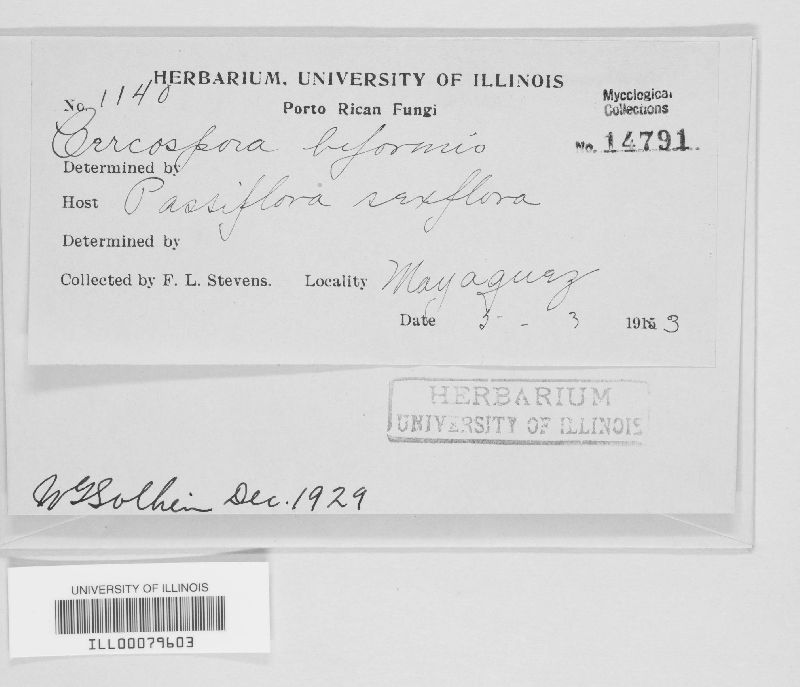 HERBARIUM, UNIVERSITY OF ILLINOIS
No. 1140
Porto Rican Fungi
Mycological Collections
No. 14791
Cercospora biformis
Determined by
Host Passiflora sexflora
Determined by
Collected by F. L. Stevens. Locality Mayaguez
Date 5 - 3 1913
HERBARIUM
UNIVERSITY OF ILLINOIS
WGSolheim Dec. 1929
UNIVERSITY OF ILLINOIS
ILL00079603